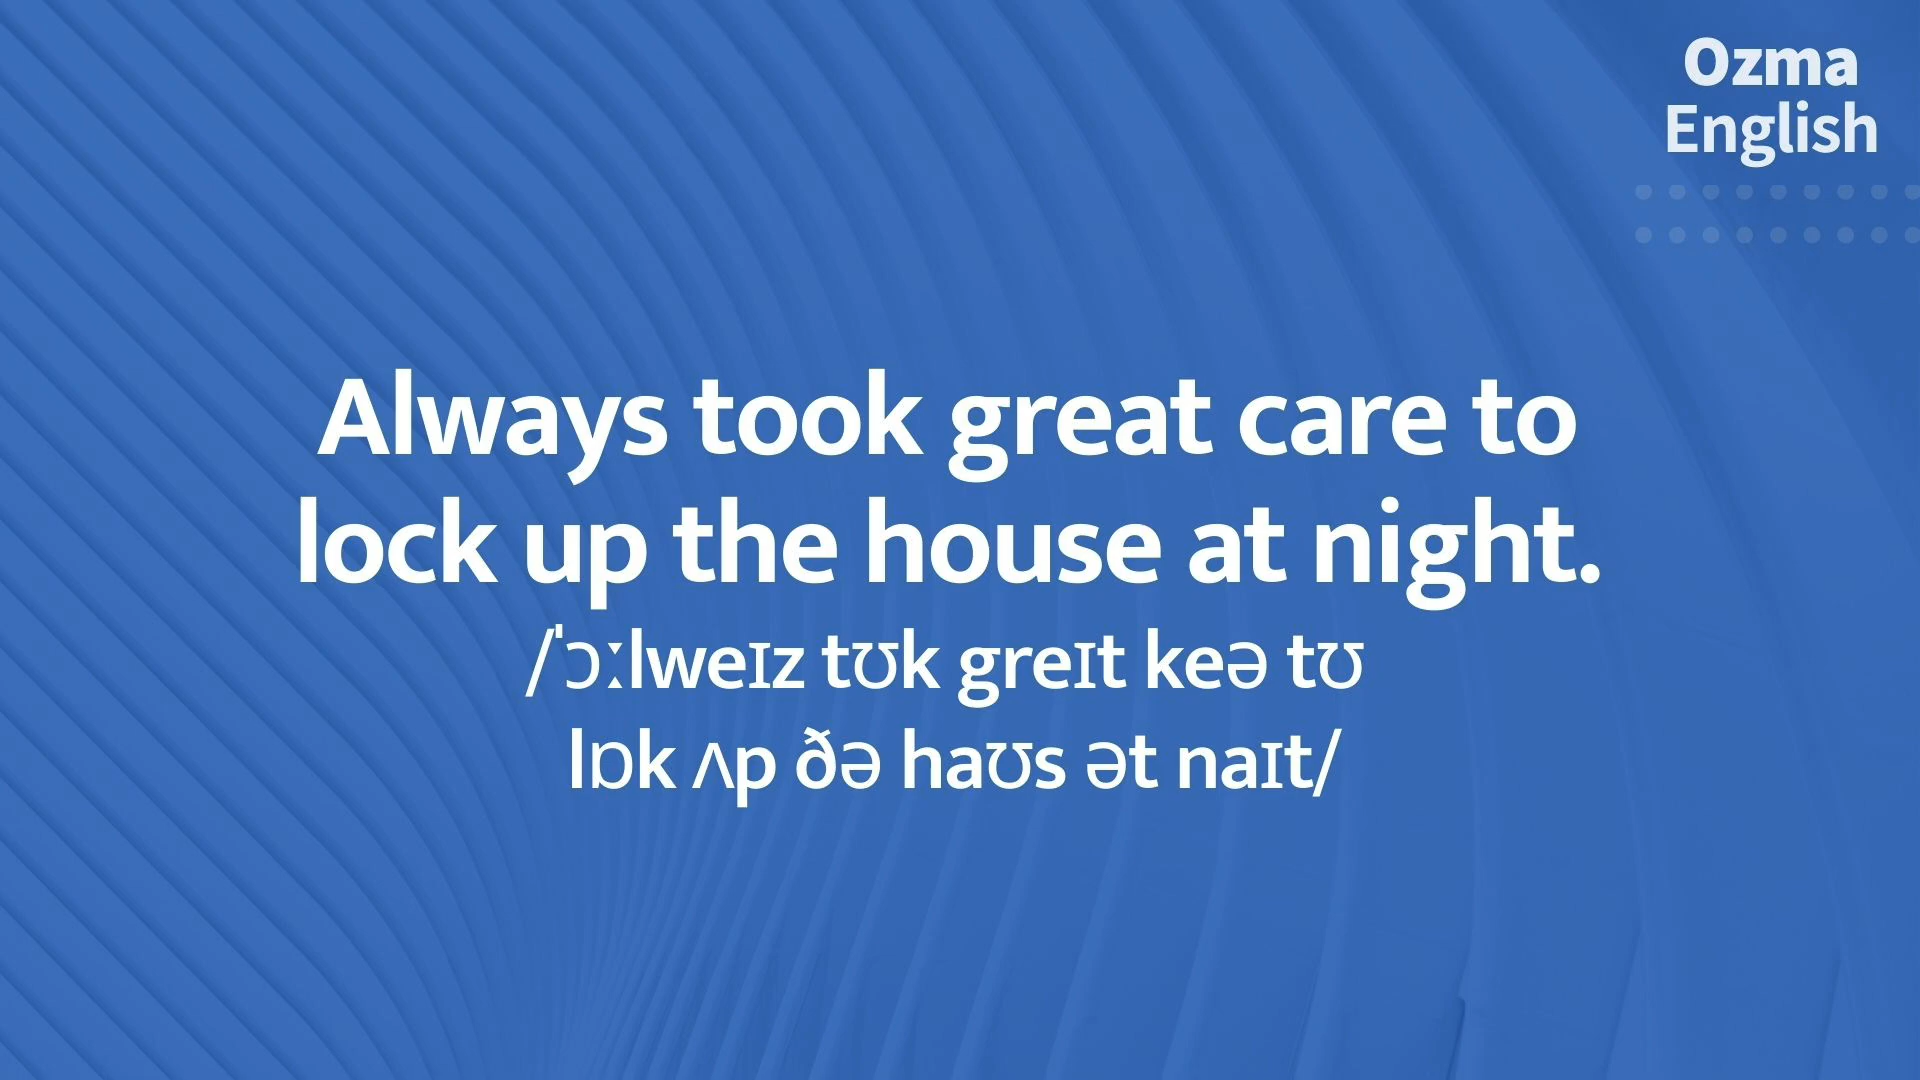 Ozma
English
Always took great care to
lock up the house at night.
/ˈɔːlweɪz tʊk greɪt keə tʊ
lɒk ʌp ðə haʊs ət naɪt/